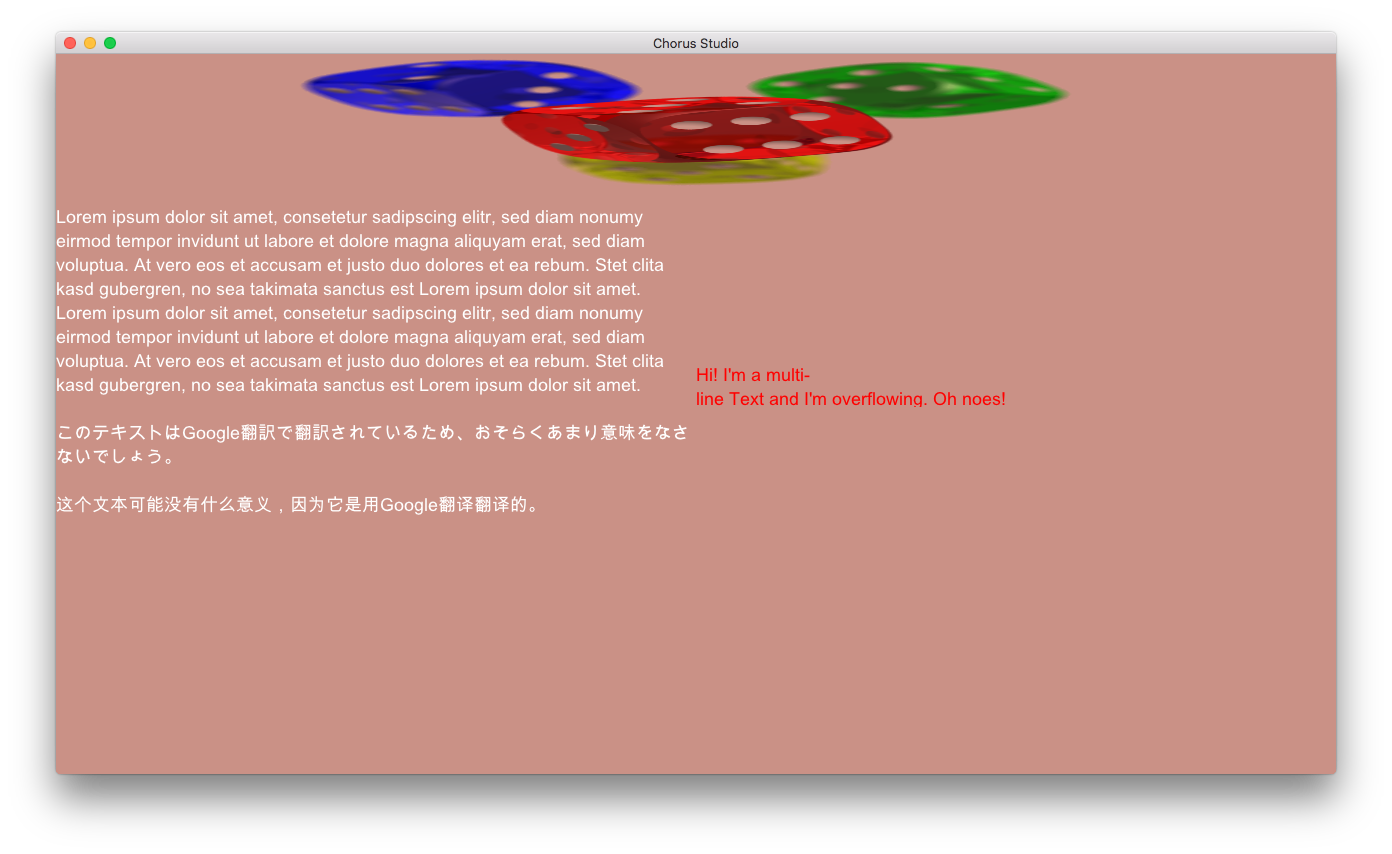 Chorus Studio
Lorem ipsum dolor sit amet, consetetur sadipscing elitr, sed diam nonumy
eirmod tempor invidunt ut labore et dolore magna aliquyam erat, sed diam
voluptua. At vero eos et accusam et justo duo dolores et ea rebum. Stet clita
kasd gubergren, no sea takimata sanctus est Lorem ipsum dolor sit amet.
Lorem ipsum dolor sit amet, consetetur sadipscing elitr, sed diam nonumy
eirmod tempor invidunt ut labore et dolore magna aliquyam erat, sed diam
voluptua. At vero eos et accusam et justo duo dolores et ea rebum. Stet clita
kasd gubergren, no sea takimata sanctus est Lorem ipsum dolor sit amet.
このテキストはGoogle翻訳で翻訳されているため、おそらくあまり意味をなさ
ないでしょう。
这个文本可能没有什么意义，因为它是用Google翻译翻译的。
Hi! I'm a multi-
line Text and I'm overflowing. Oh noes!